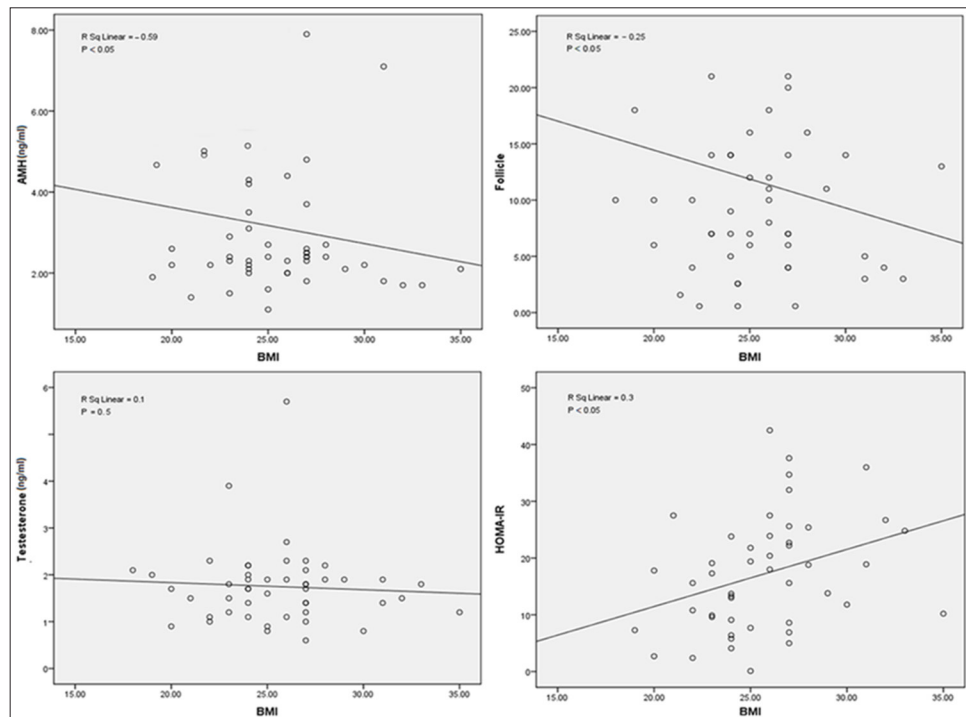 R Sq Linear = -0.59
P < 0.05
AMH (ng/ml)
8.00
6.00
4.00
2.00
15.00 20.00 25.00 30.00 35.00
BMI
R Sq Linear = -0.25
P < 0.05
Follicle
25.00
20.00
15.00
10.00
5.00
0.00
15.00 20.00 25.00 30.00 35.00
BMI
R Sq Linear = 0.1
P = 0.5
Testesterone (ng/ml)
6
4
2
0
15.00 20.00 25.00 30.00 35.00
BMI
R Sq Linear = 0.3
P < 0.05
HOMA-IR
50
40
30
20
10
0
15.00 20.00 25.00 30.00 35.00
BMI